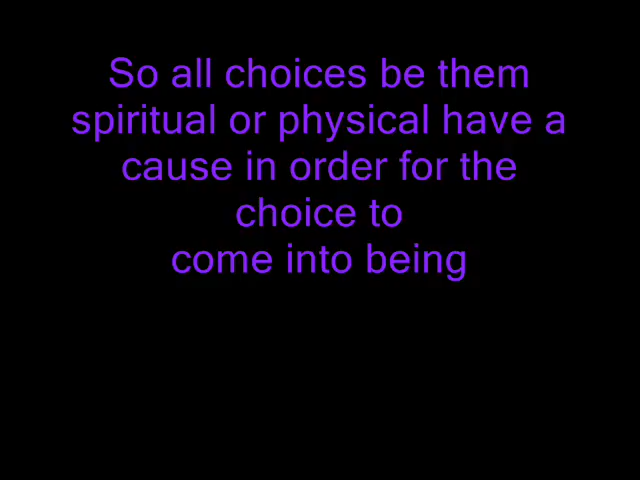 So all choices be them
spiritual or physical have a
cause in order for the
choice to
come into being